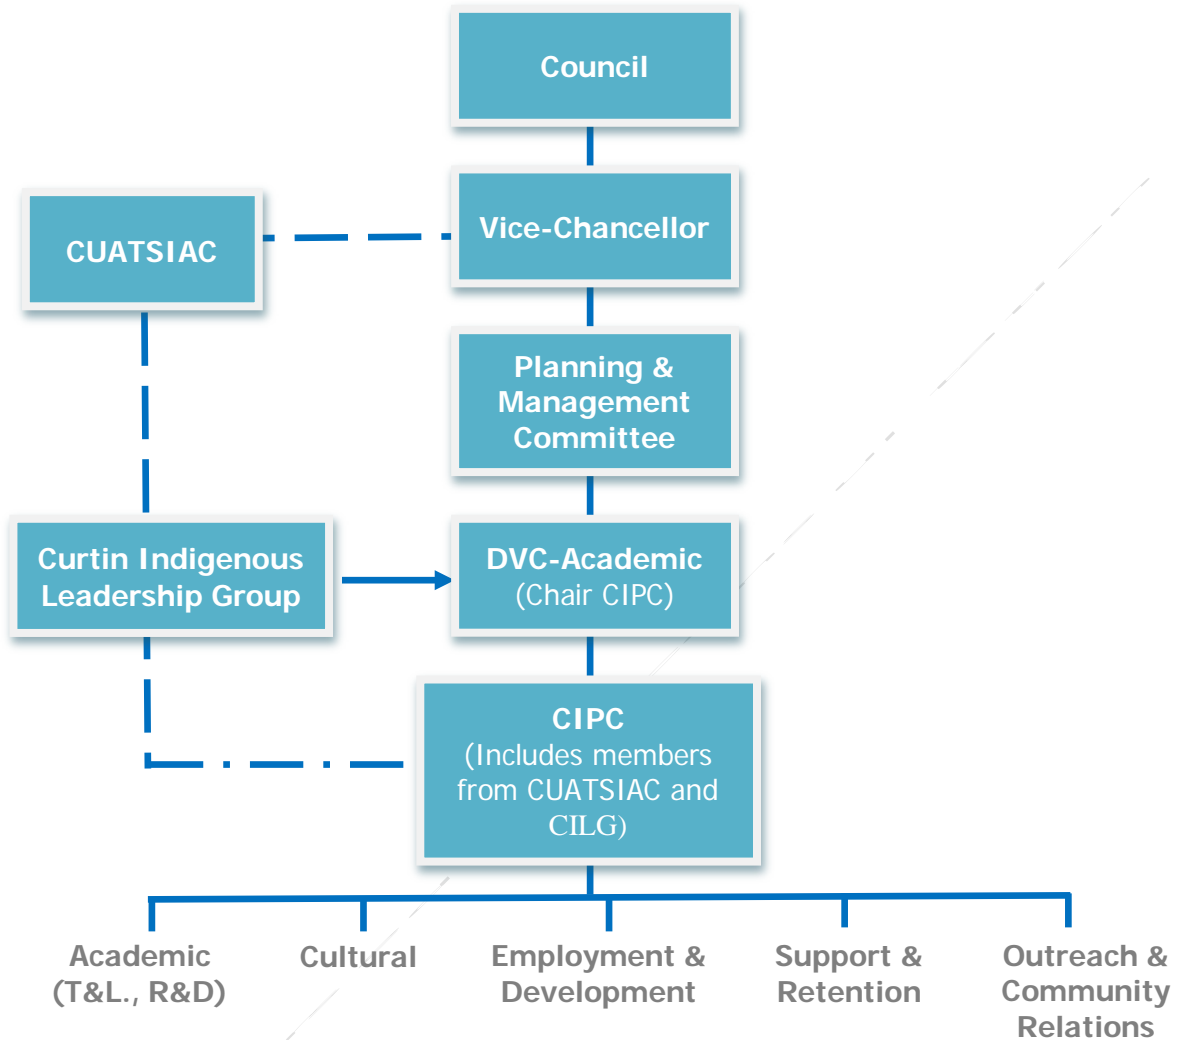 Council
Vice-Chancellor
CUATSIAC
Planning &
Management
Committee
Curtin Indigenous
Leadership Group
DVC-Academic
(Chair CIPC)
CIPC
(Includes members
from CUATSIAC and
CILG)
Academic
(T&L., R&D)
Cultural
Employment &
Development
Support &
Retention
Outreach &
Community
Relations